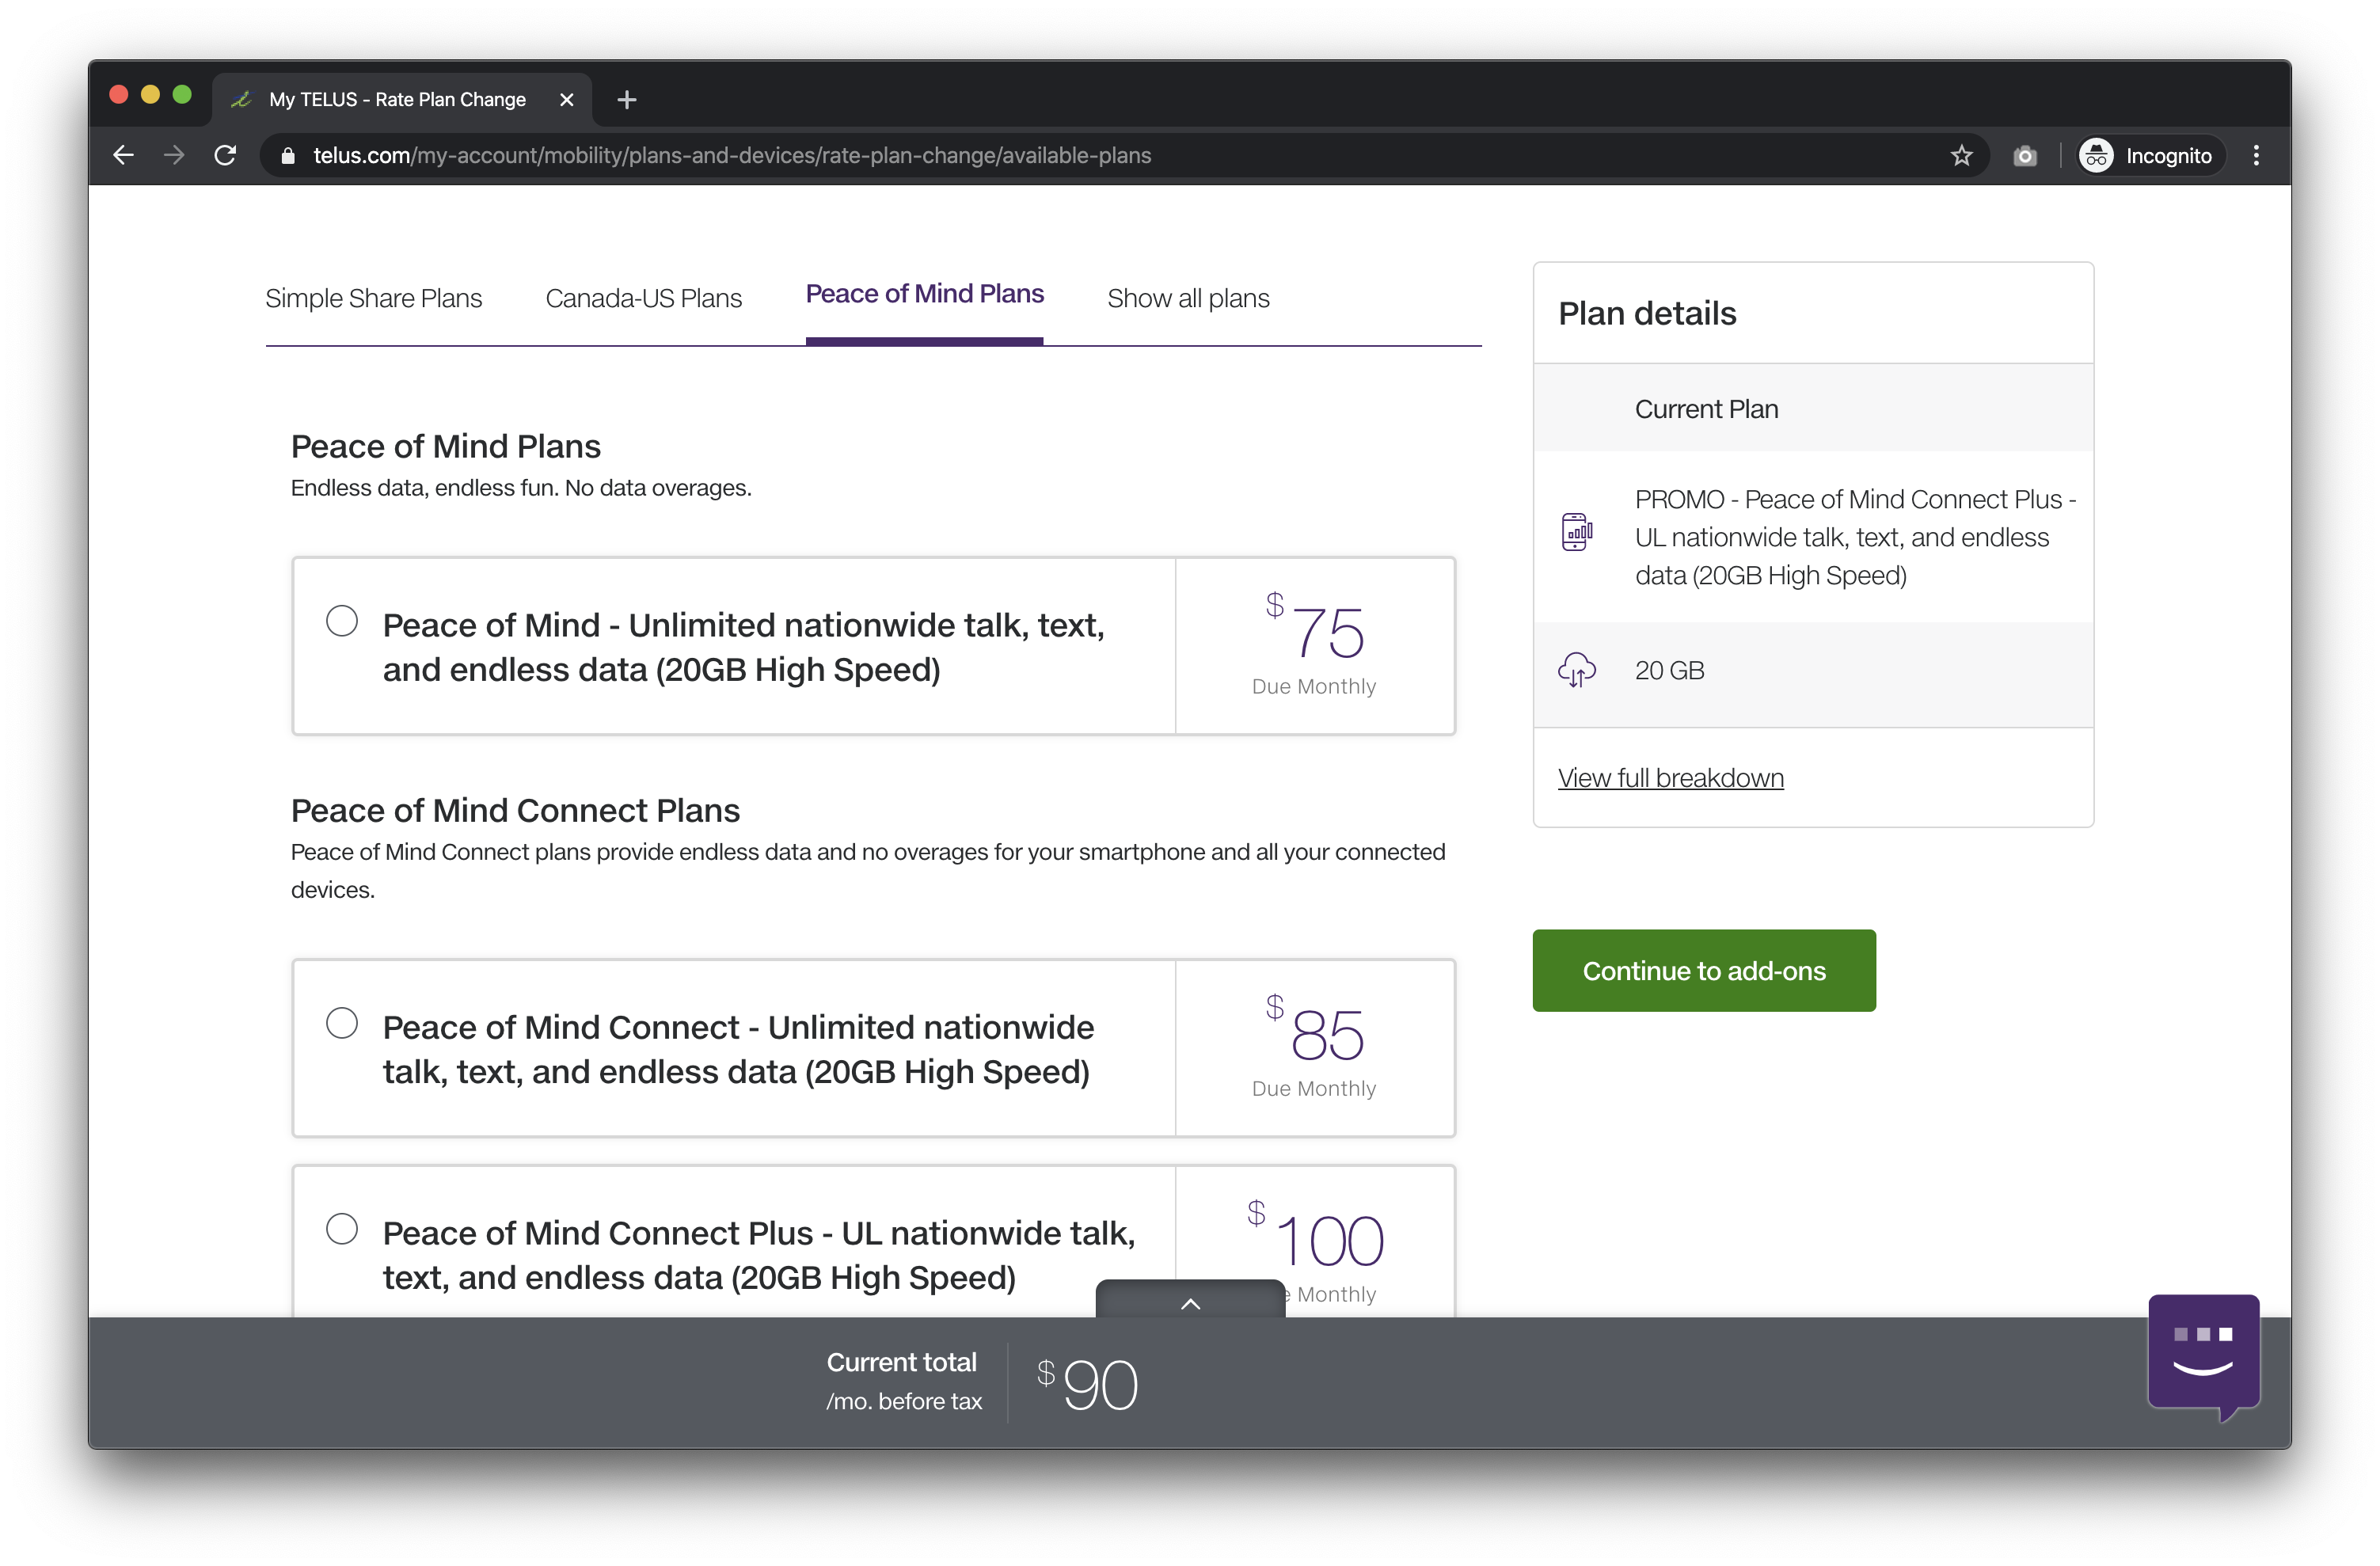 My TELUS - Rate Plan Change
telus.com/my-account/mobility/plans-and-devices/rate-plan-change/available-plans
Incognito
Simple Share Plans
Canada-US Plans
Peace of Mind Plans
Show all plans
Peace of Mind Plans
Endless data, endless fun. No data overages.
Peace of Mind - Unlimited nationwide talk, text,
and endless data (20GB High Speed)
$75
Due Monthly
Peace of Mind Connect Plans
Peace of Mind Connect plans provide endless data and no overages for your smartphone and all your connected
devices.
Peace of Mind Connect - Unlimited nationwide
talk, text, and endless data (20GB High Speed)
$85
Due Monthly
Peace of Mind Connect Plus - UL nationwide talk,
text, and endless data (20GB High Speed)
$100
e Monthly
Plan details
Current Plan
PROMO - Peace of Mind Connect Plus -
UL nationwide talk, text, and endless
data (20GB High Speed)
20 GB
View full breakdown
Continue to add-ons
Current total
/mo. before tax
$90